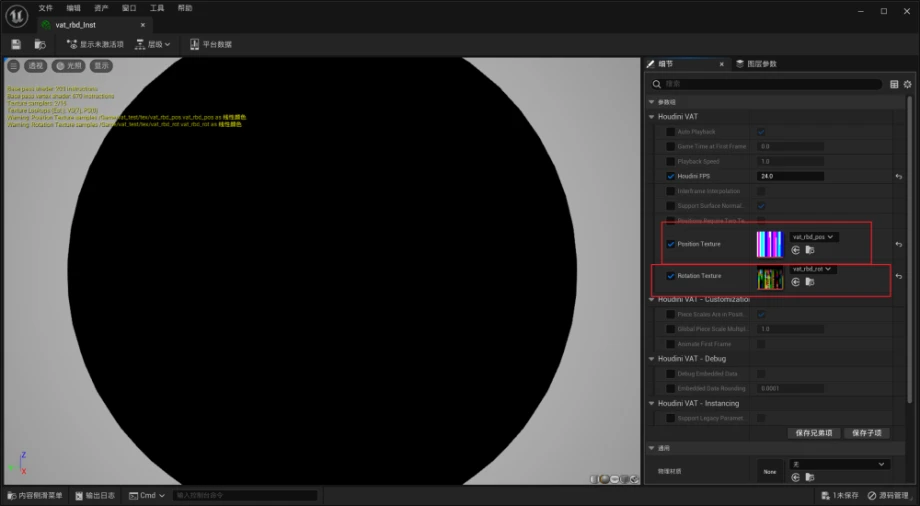 文件 编辑 资产 窗口 工具 帮助
vat_rbd_Inst
显示未激活项 层级 平台数据
透视 光照 显示
Base pass shader: 203 instructions
Base pass vertex shader: 670 instructions
Texture samplers: 1/16
Texture Lookups (Est.): VS(7), PS(0)
Warning: Position Texture samples /Game/vat_test/tex/vat_rbd_pos.vat_rbd_pos as 线性颜色
Warning: Rotation Texture samples /Game/vat_test/tex/vat_rbd_rot.vat_rbd_rot as 线性颜色
Z
X
细节 图层参数
搜索
参数组
Houdini VAT
Auto Playback
Game Time at First Frame 0.0
Playback Speed 1.0
Houdini FPS 24.0
Interframe Interpolation
Support Surface Normal...
Positions Require Two Te...
Position Texture vat_rbd_pos
Rotation Texture vat_rbd_rot
Houdini VAT - Customization
Piece Scales Are in Positi...
Global Piece Scale Multipl... 1.0
Animate First Frame
Houdini VAT - Debug
Debug Embedded Data
Embedded Data Rounding 0.0001
Houdini VAT - Instancing
Support Legacy Paramet...
保存兄弟项 保存子项
通用
物理材质 None 无
内容侧滑菜单 输出日志 Cmd 输入控制台命令 1未保存 源码管理